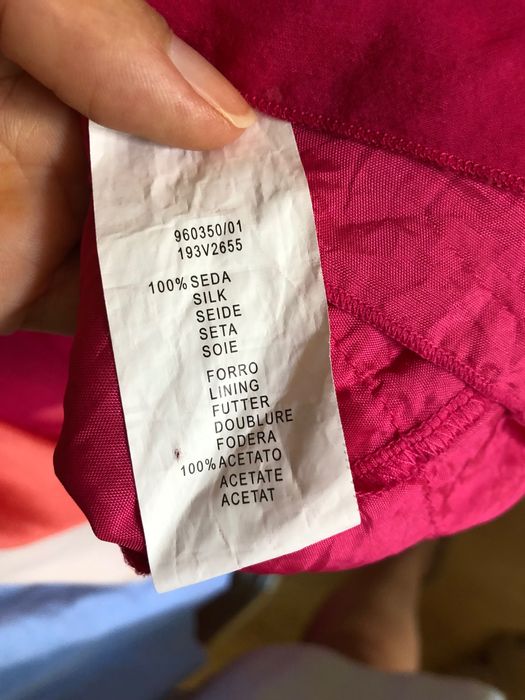 960350/01
193V2655
100% SEDA
SILK
SEIDE
SETA
SOIE
FORRO
LINING
FUTTER
DOUBLURE
FODERA
100% ACETATO
ACETATE
ACETAT